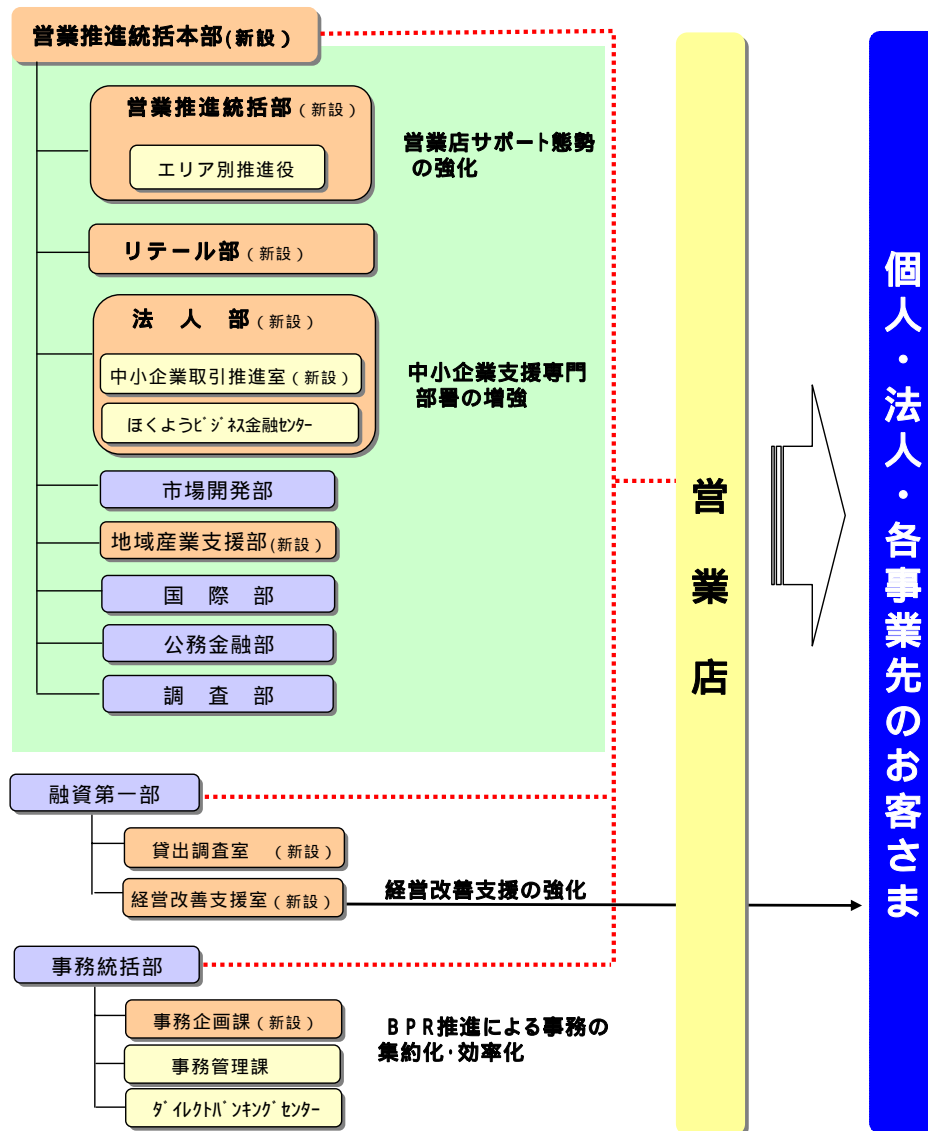 営業推進統括本部(新設)
営業推進統括部(新設)
エリア別推進役
営業店サポート態勢
の強化
リテール部(新設)
法 人 部(新設)
中小企業取引推進室(新設)
ほくようビジネス金融センター
中小企業支援専門
部署の増強
市場開発部
地域産業支援部(新設)
国 際 部
公務金融部
調 査 部
融資第一部
貸出調査室 (新設)
経営改善支援室(新設)
経営改善支援の強化
事務統括部
事務企画課(新設)
事務管理課
ダイレクトバンキングセンター
BPR推進による事務の
集約化・効率化
営業店
個人・法人・各事業先のお客さま